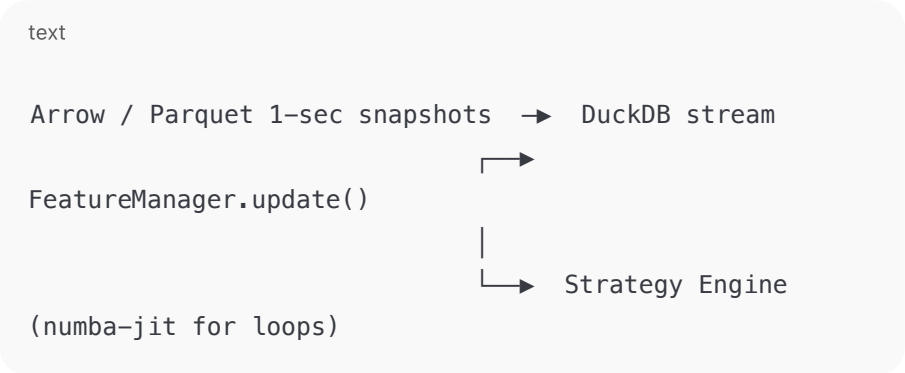 text
Arrow / Parquet 1-sec snapshots ─► DuckDB stream
┌──►
FeatureManager.update()
│
└──► Strategy Engine
(numba-jit for loops)